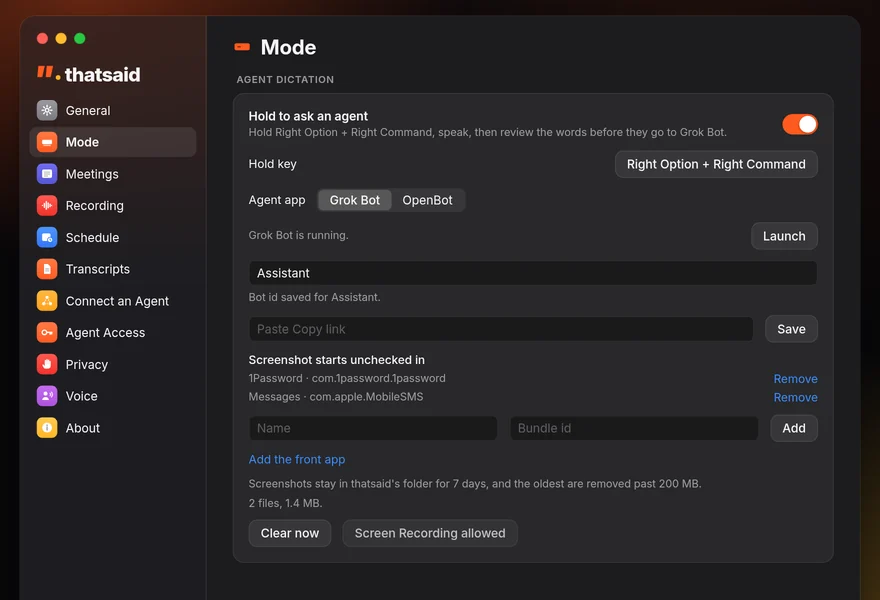 thatsaid
General
Mode
Meetings
Recording
Schedule
Transcripts
Connect an Agent
Agent Access
Privacy
Voice
About
Mode
AGENT DICTATION
Hold to ask an agent
Hold Right Option + Right Command, speak, then review the words before they go to Grok Bot.
Hold key Right Option + Right Command
Agent app Grok Bot OpenBot
Grok Bot is running. Launch
Assistant
Bot id saved for Assistant.
Paste Copy link Save
Screenshot starts unchecked in
1Password · com.1password.1password Remove
Messages · com.apple.MobileSMS Remove
Name Bundle id Add
Add the front app
Screenshots stay in thatsaid's folder for 7 days, and the oldest are removed past 200 MB.
2 files, 1.4 MB.
Clear now Screen Recording allowed